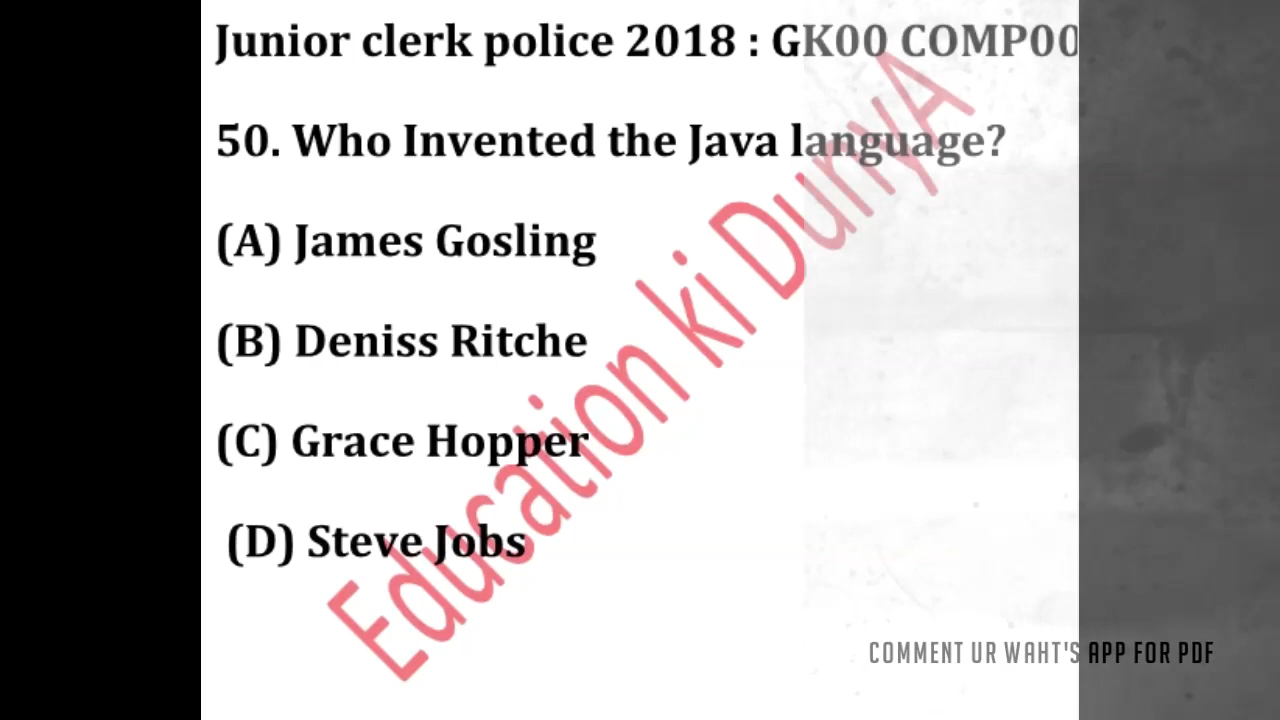 Junior clerk police 2018 : GK00 COMP00
50. Who Invented the Java language?
(A) James Gosling
(B) Deniss Ritche
(C) Grace Hopper
(D) Steve Jobs
Education ki DunyA
COMMENT UR WAHT'S APP FOR PDF